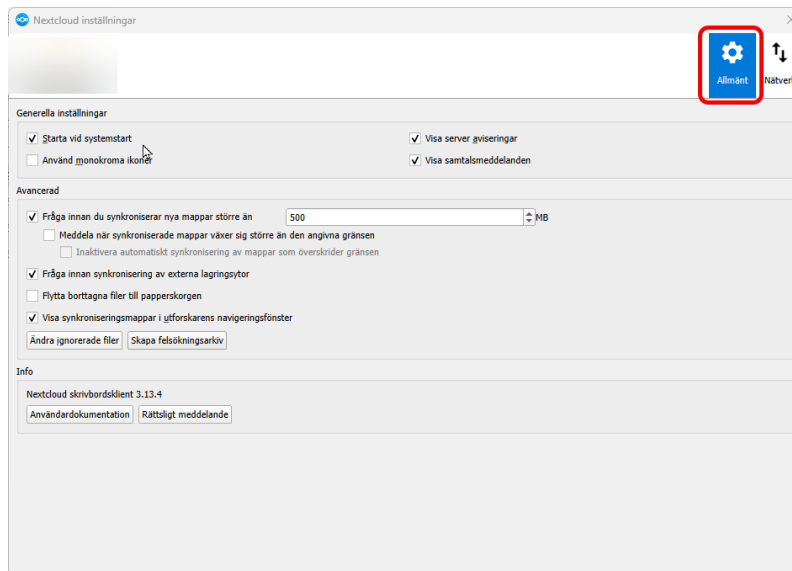 Nextcloud inställningar
Allmänt
Nätverk
Generella inställningar
Starta vid systemstart
Visa server aviseringar
Använd monokroma ikoner
Visa samtalsmeddelanden
Avancerad
Fråga innan du synkroniserar nya mappar större än 500 MB
Meddela när synkroniserade mappar växer sig större än den angivna gränsen
Inaktivera automatiskt synkronisering av mappar som överskrider gränsen
Fråga innan synkronisering av externa lagringsytor
Flytta borttagna filer till papperskorgen
Visa synkroniseringsmappar i utforskarens navigeringsfönster
Ändra ignorerade filer Skapa felsökningsarkiv
Info
Nextcloud skrivbordsklient 3.13.4
Användardokumentation Rättsligt meddelande